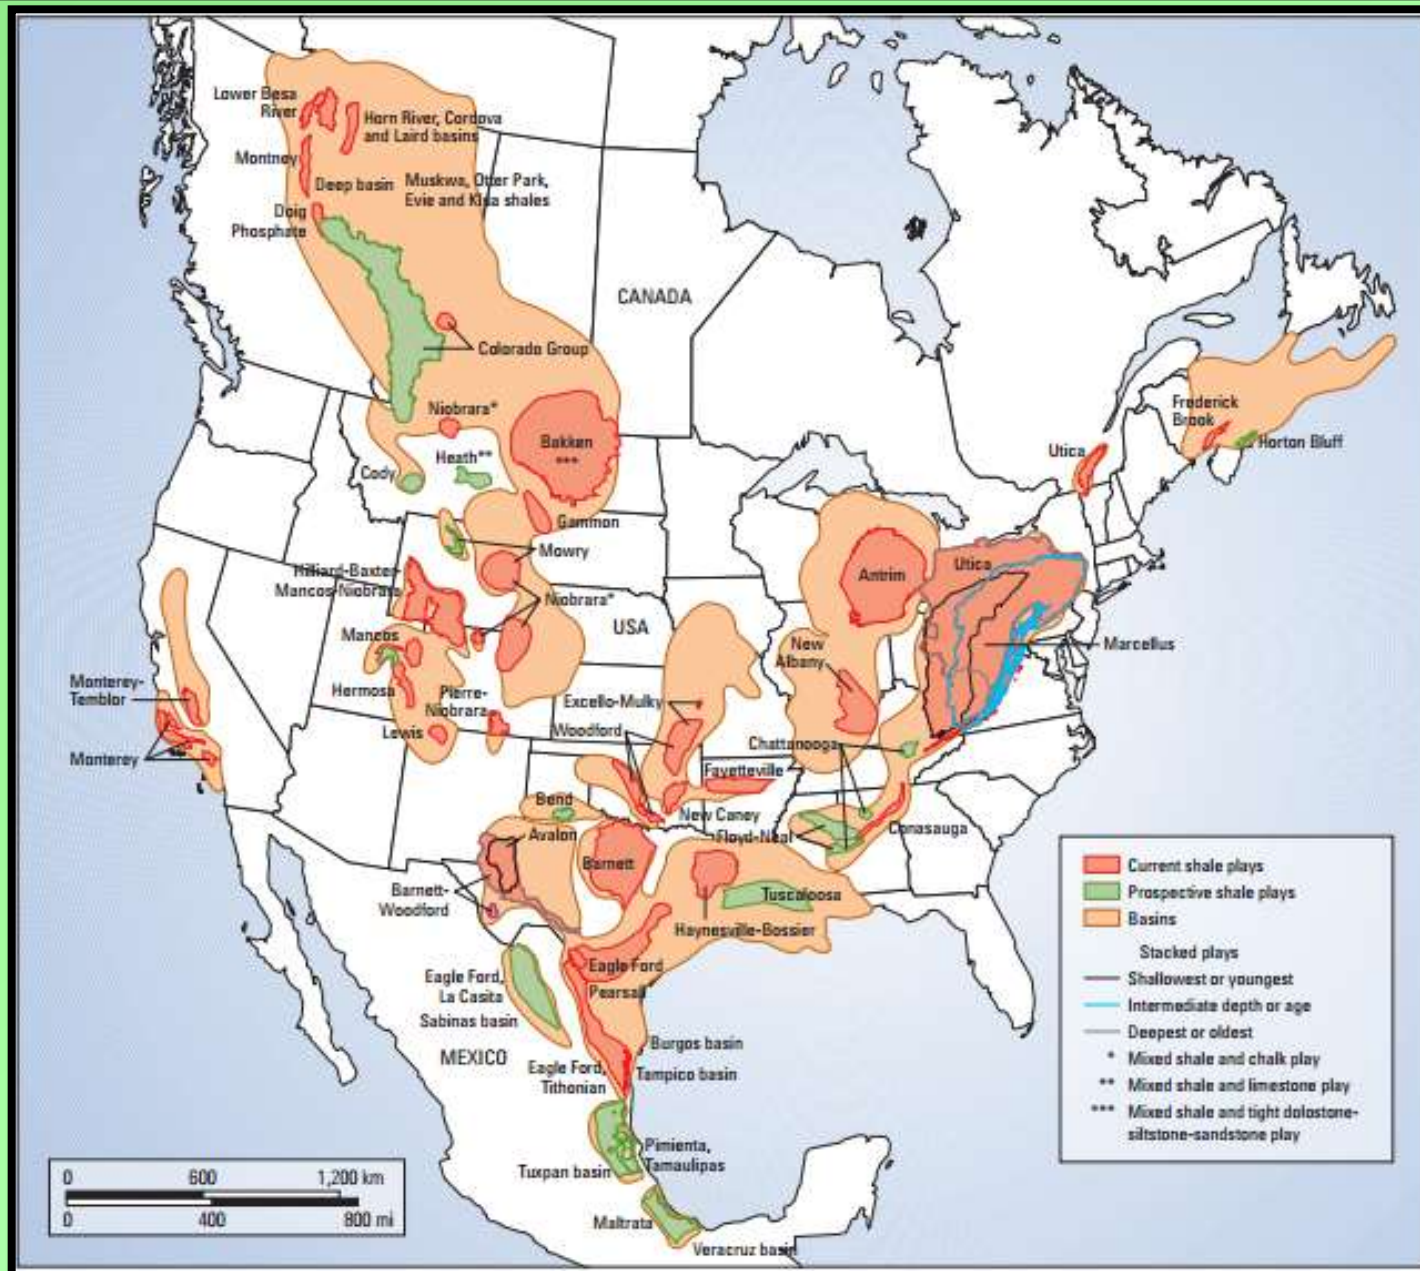 Lower Besa
River
Horn River, Cordova
and Laird basins
Montney
Deep basin
Muskwa, Otter Park,
Evie and Klua shales
Doig
Phosphate
CANADA
Colorado Group
Niobrara*
Bakken
***
Heath**
Cody
Gammon
Mowry
Hilliard-Baxter-
Mancos-Niobrara
Niobrara*
USA
Mancos
Hermosa
Pierre-
Niobrara
Lewis
Monterey-
Temblor
Monterey
Excello-Mulky
Woodford
Fayetteville
New Caney
Bend
Avalon
Barnett
Barnett-
Woodford
Floyd-Neal
Chattanooga
Conasauga
Tuscaloosa
Haynesville-Bossier
Antrim
New
Albany
Utica
Marcellus
Utica
Frederick
Brook
Horton Bluff
Eagle Ford
Pearsall
Eagle Ford,
La Casita
Sabinas basin
MEXICO
Eagle Ford,
Tithonian
Burgos basin
Tampico basin
Pimienta,
Tamaulipas
Tuxpan basin
Maltrata
Veracruz basin
Current shale plays
Prospective shale plays
Basins
Stacked plays
Shallowest or youngest
Intermediate depth or age
Deepest or oldest
* Mixed shale and chalk play
** Mixed shale and limestone play
*** Mixed shale and tight dolostone-
siltstone-sandstone play
0 600 1,200 km
0 400 800 mi